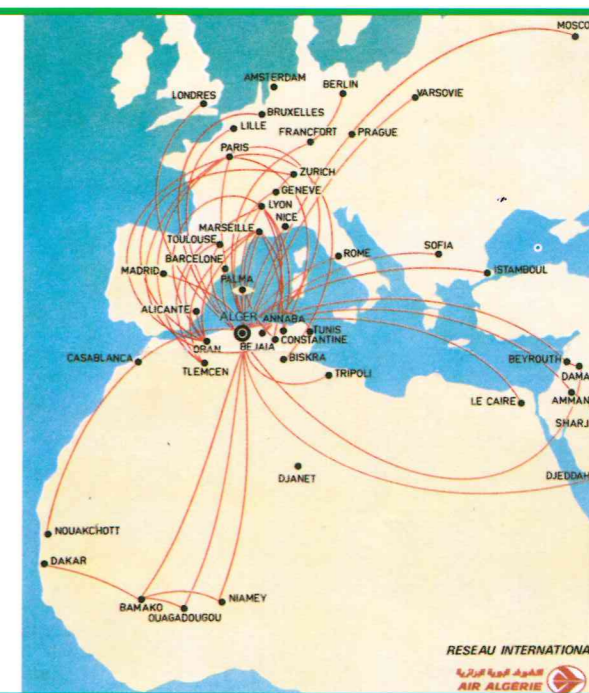 MOSCO
AMSTERDAM
BERLIN
LONDRES
VARSOVIE
BRUXELLES
LILLE
FRANCFORT
PRAGUE
PARIS
ZURICH
GENEVE
LYON
NICE
MARSEILLE
TOULOUSE
ROME
SOFIA
BARCELONE
MADRID
ISTAMBOUL
PALMA
ALICANTE
ALGER
ANNABA
TUNIS
ORAN
BEJAIA
CONSTANTINE
CASABLANCA
BISKRA
BEYROUTH
TLEMCEN
TRIPOLI
DAMA
LE CAIRE
AMMAN
SHARJ
DJANET
DJEDDAH
NOUAKCHOTT
DAKAR
BAMAKO
NIAMEY
OUAGADOUGOU
RESEAU INTERNATIONA
الخطوط الجوية الجزائرية
AIR ALGERIE